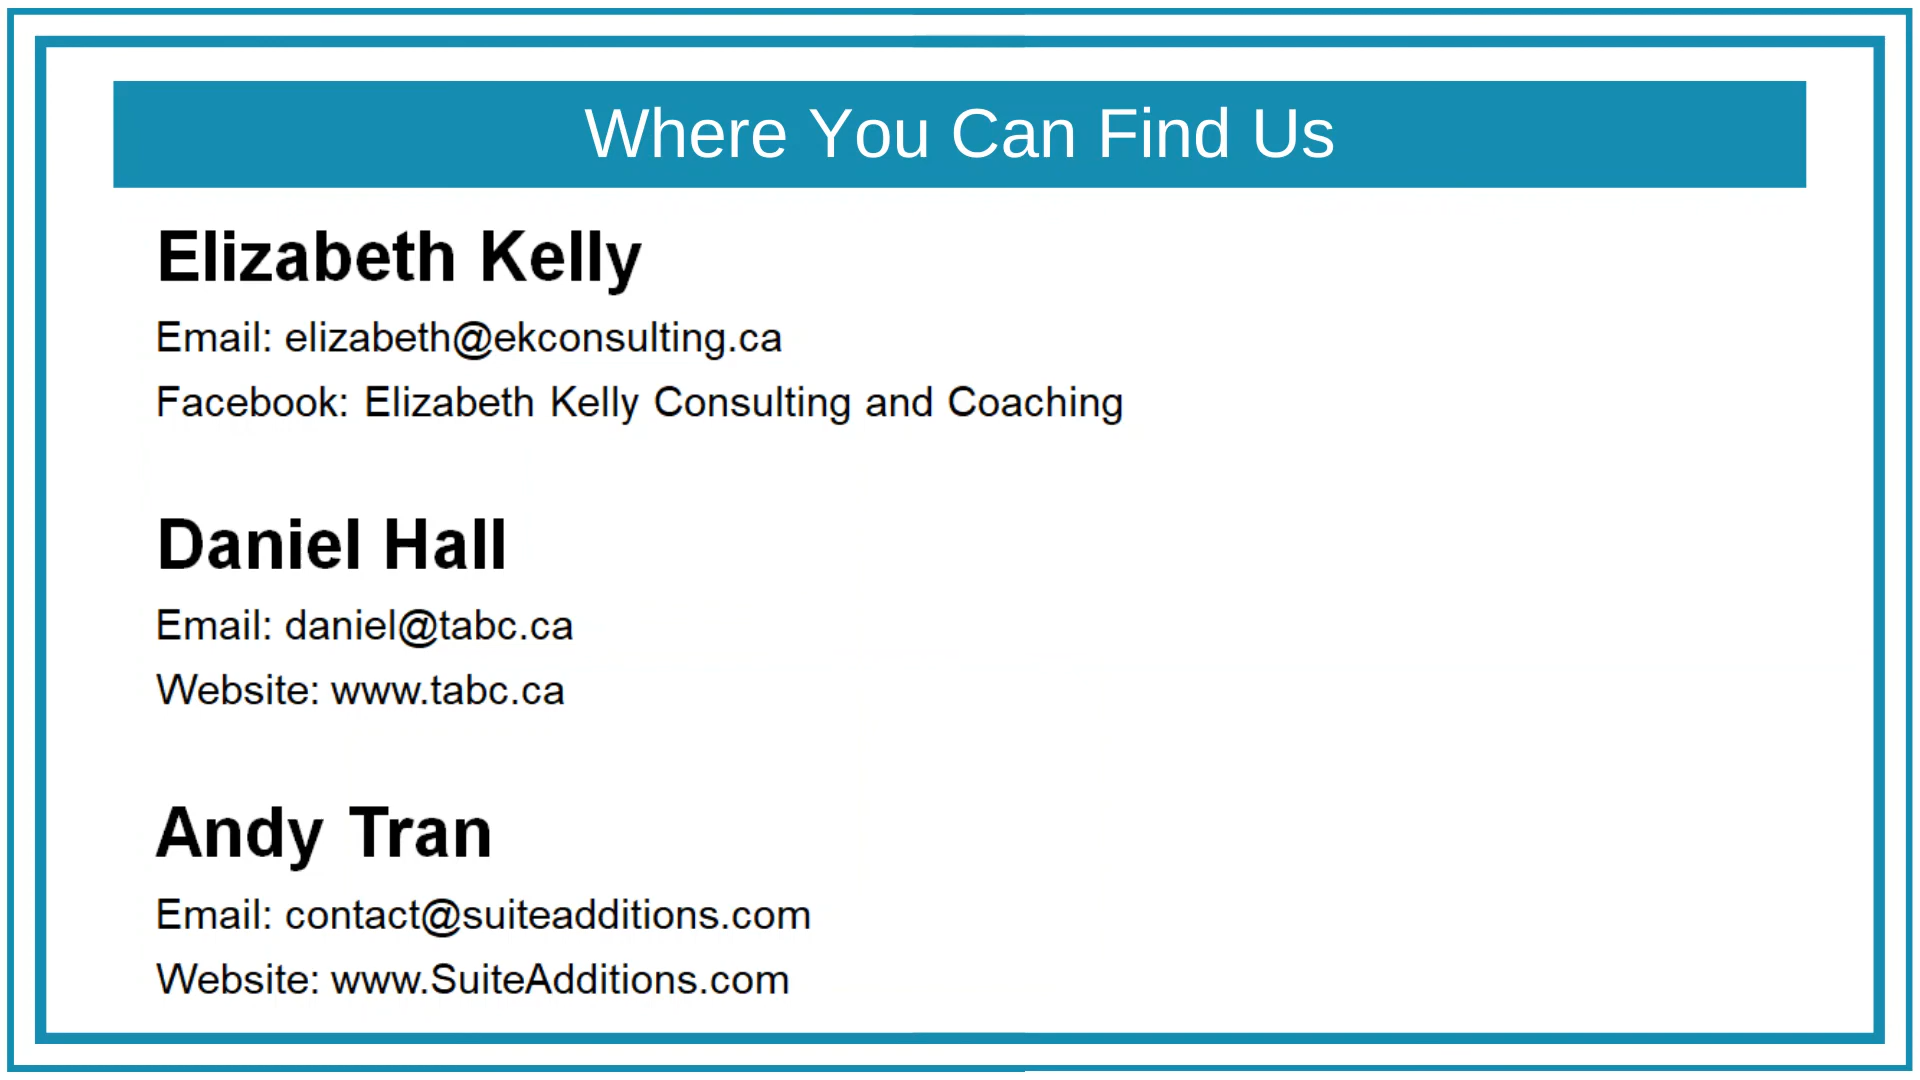 Where You Can Find Us
Elizabeth Kelly
Email: elizabeth@ekconsulting.ca
Facebook: Elizabeth Kelly Consulting and Coaching
Daniel Hall
Email: daniel@tabc.ca
Website: www.tabc.ca
Andy Tran
Email: contact@suiteadditions.com
Website: www.SuiteAdditions.com